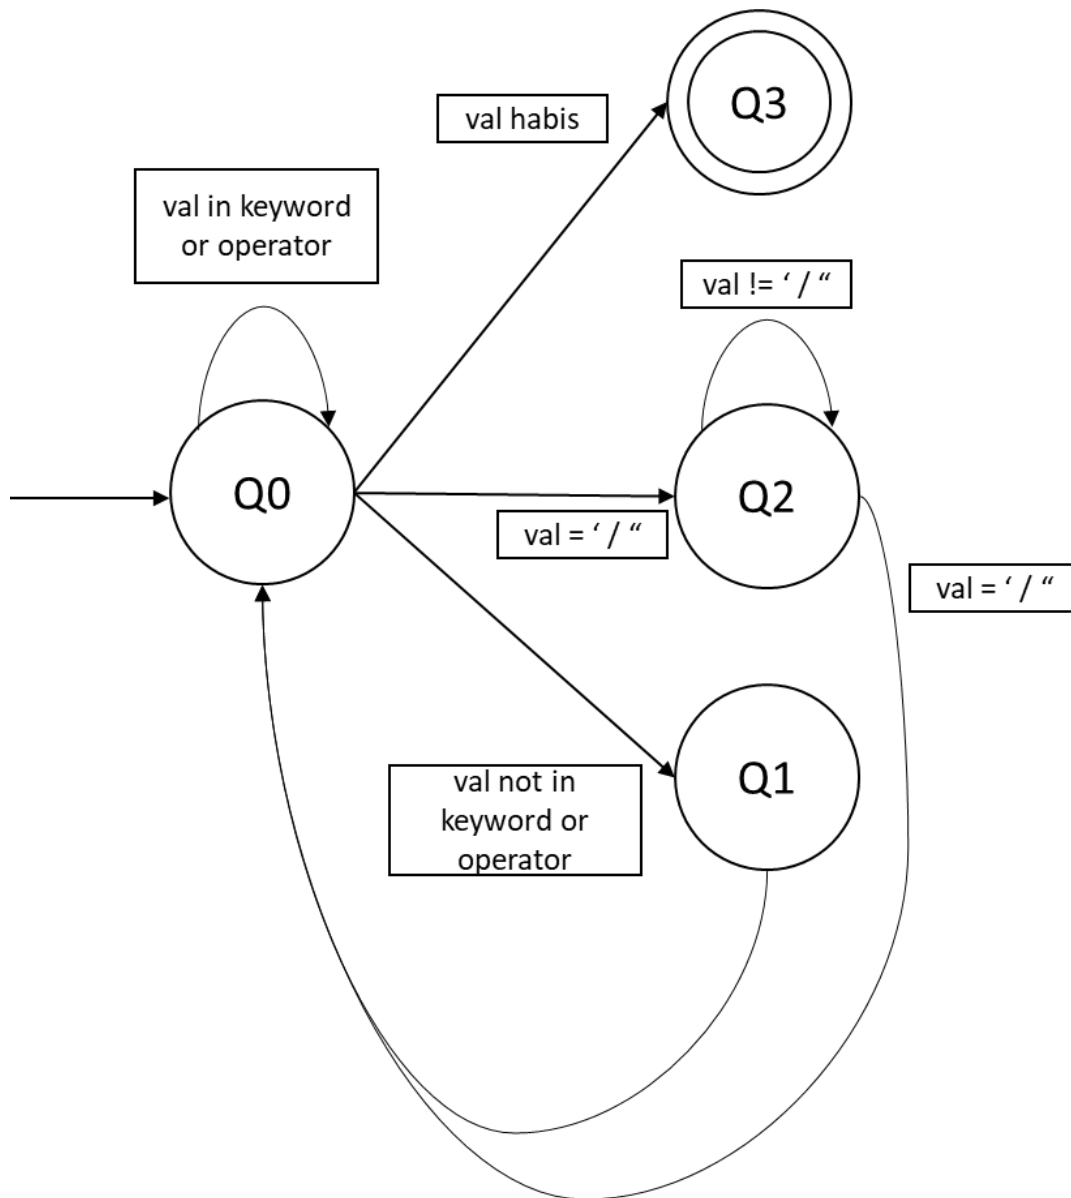 Q3
val habis
val in keyword
or operator
val != ‘ / “
Q0
Q2
val = ‘ / “
val = ‘ / “
Q1
val not in
keyword or
operator